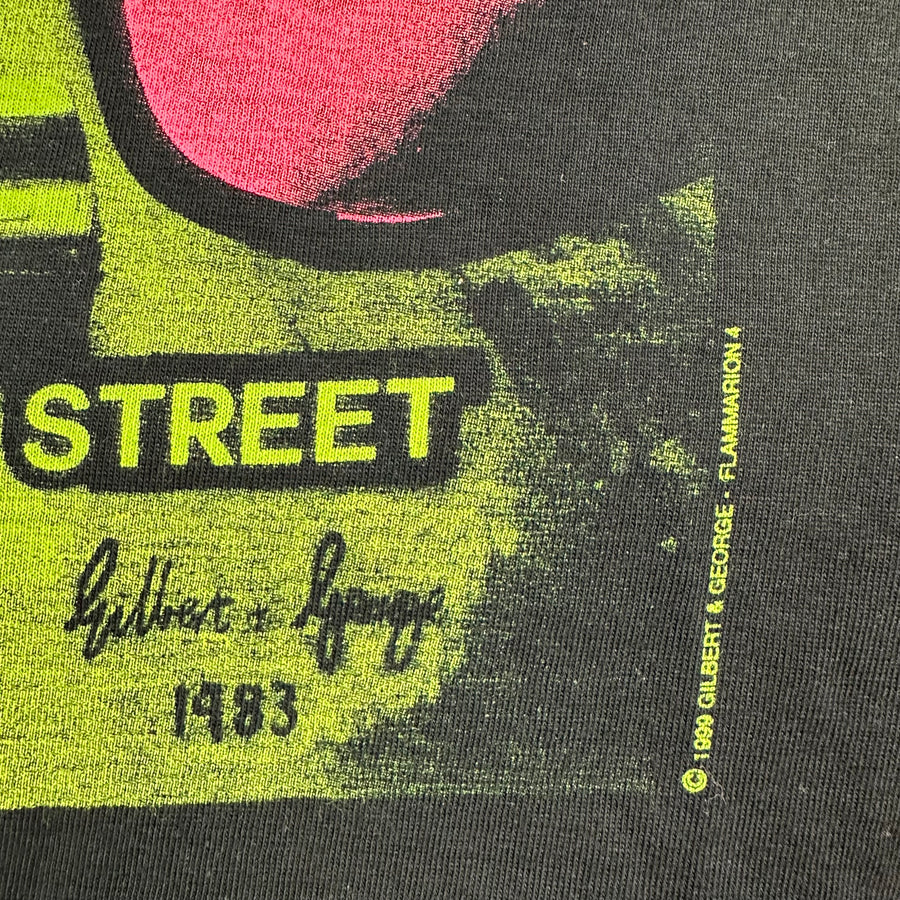 STREET
Gilbert + George
1983
© 1999 GILBERT & GEORGE · FLAMMARION 4